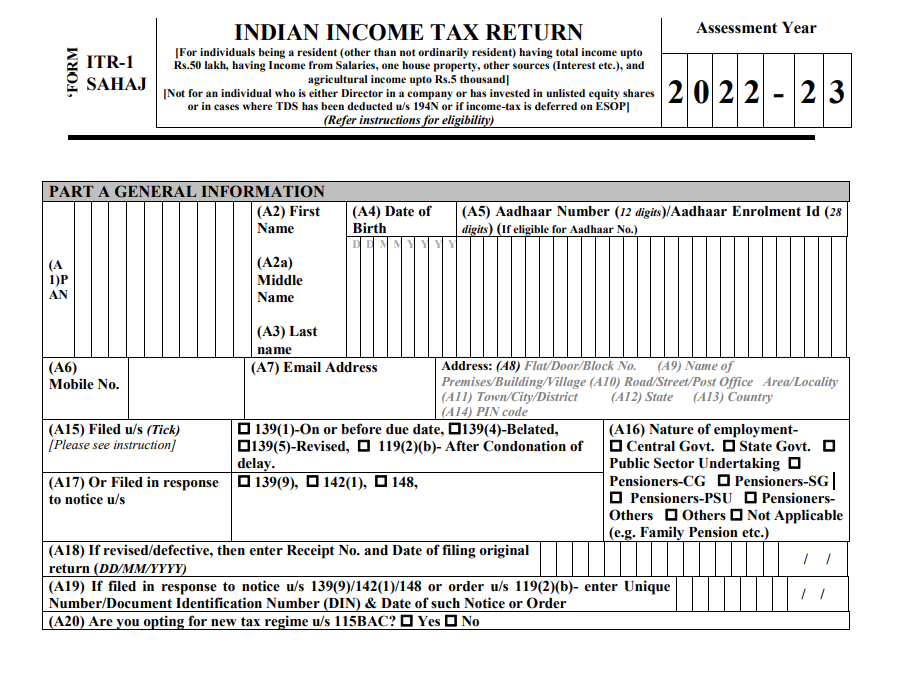 'FORM
ITR-1
SAHAJ
INDIAN INCOME TAX RETURN
[For individuals being a resident (other than not ordinarily resident) having total income upto
Rs.50 lakh, having Income from Salaries, one house property, other sources (Interest etc.), and
agricultural income upto Rs.5 thousand]
[Not for an individual who is either Director in a company or has invested in unlisted equity shares
or in cases where TDS has been deducted u/s 194N or if income-tax is deferred on ESOP]
(Refer instructions for eligibility)
Assessment Year
2 0 2 2 - 2 3
PART A GENERAL INFORMATION
(A
1)P
AN
(A2) First
Name
(A2a)
Middle
Name
(A3) Last
name
(A4) Date of
Birth
D D M M Y Y Y Y
(A5) Aadhaar Number (12 digits)/Aadhaar Enrolment Id (28
digits) (If eligible for Aadhaar No.)
(A6)
Mobile No.
(A7) Email Address
Address: (A8) Flat/Door/Block No. (A9) Name of
Premises/Building/Village (A10) Road/Street/Post Office Area/Locality
(A11) Town/City/District (A12) State (A13) Country
(A14) PIN code
(A15) Filed u/s (Tick)
[Please see instruction]
☐ 139(1)-On or before due date, ☐139(4)-Belated,
☐139(5)-Revised, ☐ 119(2)(b)- After Condonation of
delay.
(A16) Nature of employment-
☐ Central Govt. ☐ State Govt. ☐
Public Sector Undertaking ☐
Pensioners-CG ☐ Pensioners-SG
☐ Pensioners-PSU ☐ Pensioners-
Others ☐ Others ☐ Not Applicable
(e.g. Family Pension etc.)
(A17) Or Filed in response
to notice u/s
☐ 139(9), ☐ 142(1), ☐ 148,
(A18) If revised/defective, then enter Receipt No. and Date of filing original
return (DD/MM/YYYY)
/ /
(A19) If filed in response to notice u/s 139(9)/142(1)/148 or order u/s 119(2)(b)- enter Unique
Number/Document Identification Number (DIN) & Date of such Notice or Order
/ /
(A20) Are you opting for new tax regime u/s 115BAC? ☐ Yes ☐ No